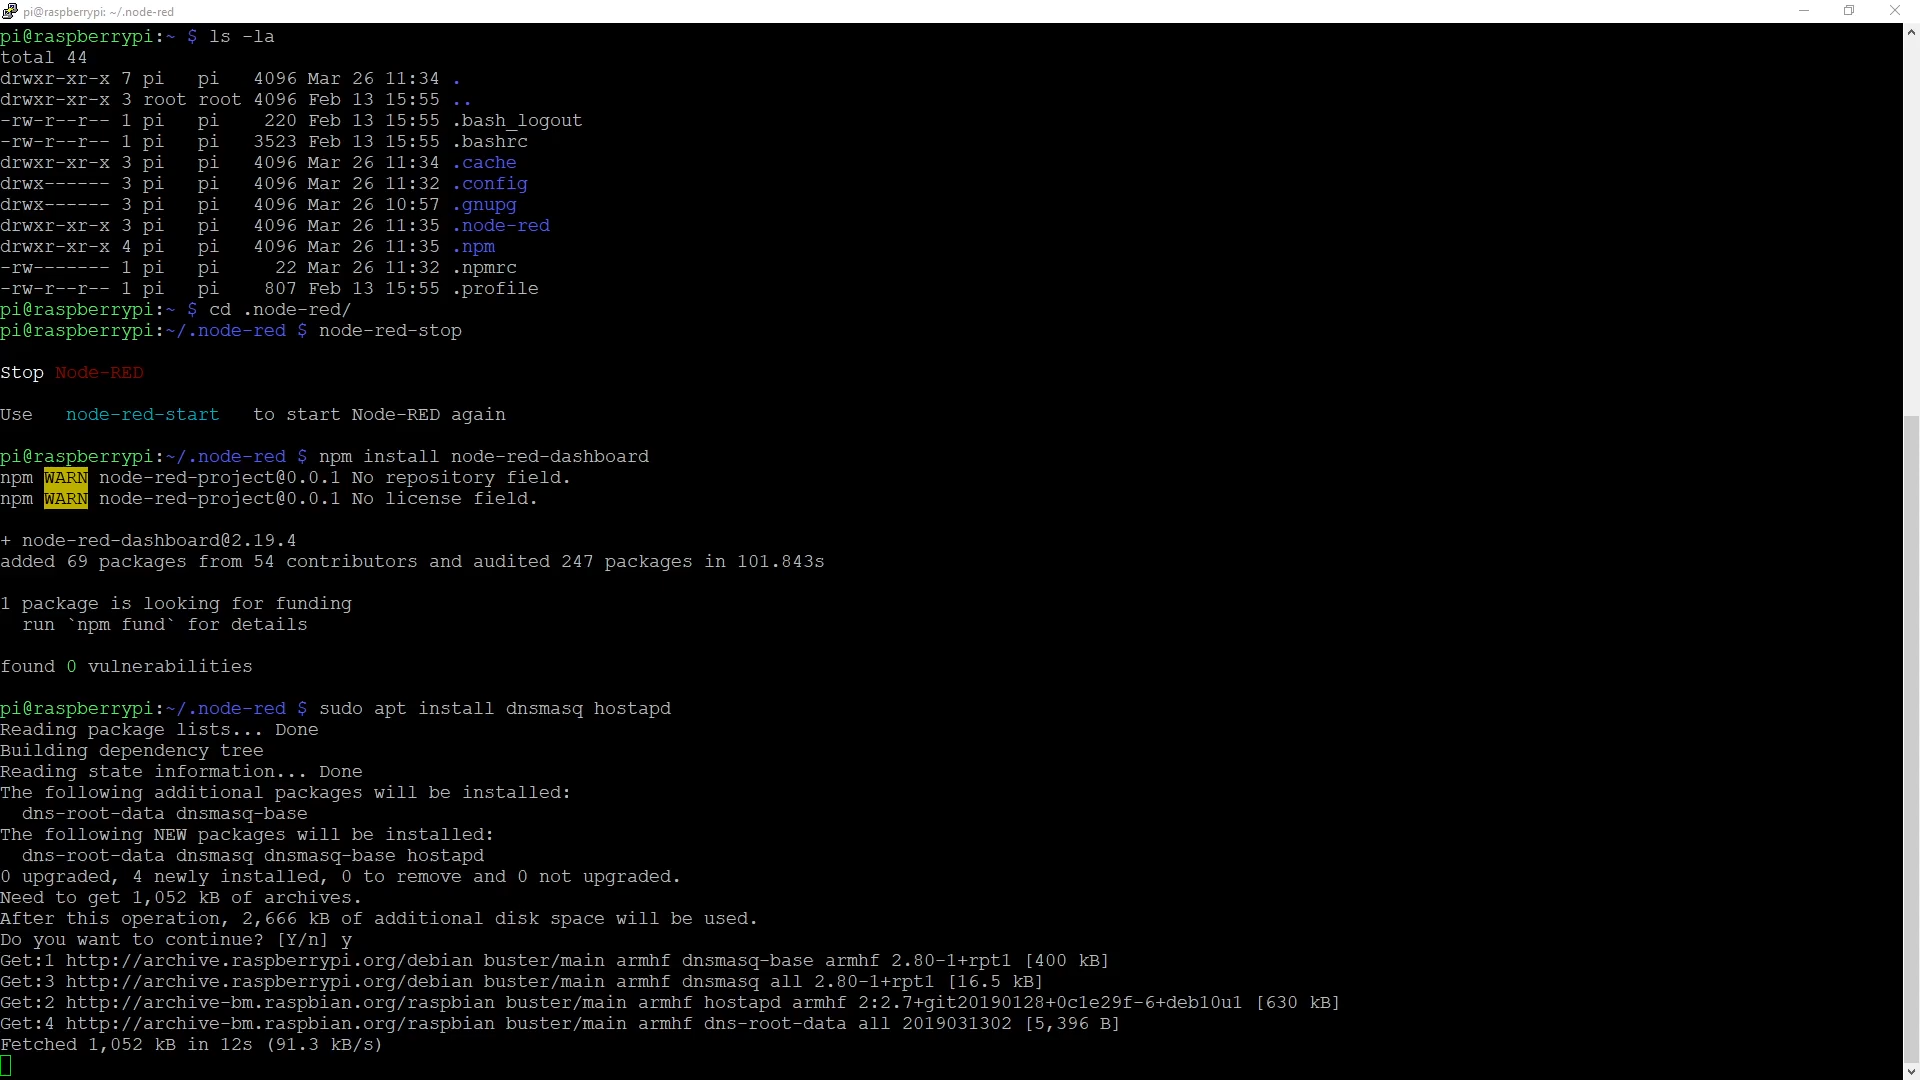 pi@raspberrypi: ~/.node-red
pi@raspberrypi:~ $ ls -la
total 44
drwxr-xr-x 7 pi   pi   4096 Mar 26 11:34 .
drwxr-xr-x 3 root root 4096 Feb 13 15:55 ..
-rw-r--r-- 1 pi   pi    220 Feb 13 15:55 .bash_logout
-rw-r--r-- 1 pi   pi   3523 Feb 13 15:55 .bashrc
drwxr-xr-x 3 pi   pi   4096 Mar 26 11:34 .cache
drwx------ 3 pi   pi   4096 Mar 26 11:32 .config
drwx------ 3 pi   pi   4096 Mar 26 10:57 .gnupg
drwxr-xr-x 3 pi   pi   4096 Mar 26 11:35 .node-red
drwxr-xr-x 4 pi   pi   4096 Mar 26 11:35 .npm
-rw------- 1 pi   pi     22 Mar 26 11:32 .npmrc
-rw-r--r-- 1 pi   pi    807 Feb 13 15:55 .profile
pi@raspberrypi:~ $ cd .node-red/
pi@raspberrypi:~/.node-red $ node-red-stop
Stop Node-RED
Use   node-red-start   to start Node-RED again
pi@raspberrypi:~/.node-red $ npm install node-red-dashboard
npm WARN node-red-project@0.0.1 No repository field.
npm WARN node-red-project@0.0.1 No license field.
+ node-red-dashboard@2.19.4
added 69 packages from 54 contributors and audited 247 packages in 101.843s
1 package is looking for funding
  run `npm fund` for details
found 0 vulnerabilities
pi@raspberrypi:~/.node-red $ sudo apt install dnsmasq hostapd
Reading package lists... Done
Building dependency tree
Reading state information... Done
The following additional packages will be installed:
  dns-root-data dnsmasq-base
The following NEW packages will be installed:
  dns-root-data dnsmasq dnsmasq-base hostapd
0 upgraded, 4 newly installed, 0 to remove and 0 not upgraded.
Need to get 1,052 kB of archives.
After this operation, 2,666 kB of additional disk space will be used.
Do you want to continue? [Y/n] y
Get:1 http://archive.raspberrypi.org/debian buster/main armhf dnsmasq-base armhf 2.80-1+rpt1 [400 kB]
Get:3 http://archive.raspberrypi.org/debian buster/main armhf dnsmasq all 2.80-1+rpt1 [16.5 kB]
Get:2 http://archive-bm.raspbian.org/raspbian buster/main armhf hostapd armhf 2:2.7+git20190128+0c1e29f-6+deb10u1 [630 kB]
Get:4 http://archive-bm.raspbian.org/raspbian buster/main armhf dns-root-data all 2019031302 [5,396 B]
Fetched 1,052 kB in 12s (91.3 kB/s)